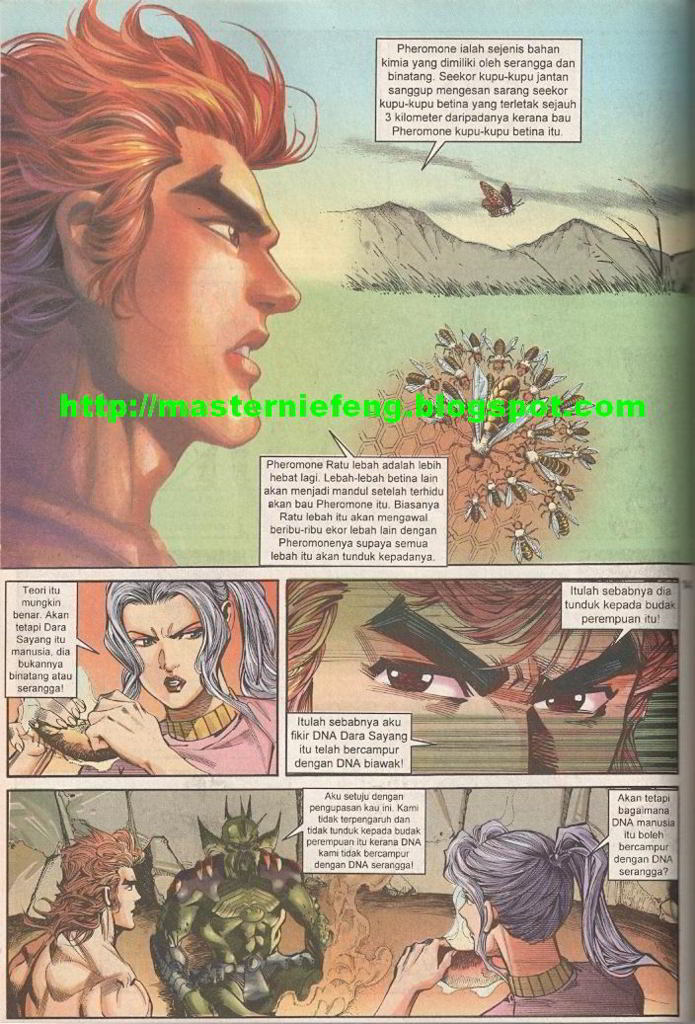 Pheromone ialah sejenis bahan
kimia yang dimiliki oleh serangga dan
binatang. Seekor kupu-kupu jantan
sanggup mengesan sarang seekor
kupu-kupu betina yang terletak sejauh
3 kilometer daripadanya kerana bau
Pheromone kupu-kupu betina itu.
http://masterniefeng.blogspot.com
Pheromone Ratu lebah adalah lebih
hebat lagi. Lebah-lebah betina lain
akan menjadi mandul setelah terhidu
akan bau Pheromone itu. Biasanya
Ratu lebah itu akan mengawal
beribu-ribu ekor lebah lain dengan
Pheromonenya supaya semua
lebah itu akan tunduk kepadanya.
Teori itu
mungkin
benar. Akan
tetapi Dara
Sayang itu
manusia, dia
bukannya
binatang atau
serangga!
Itulah sebabnya dia
tunduk kepada budak
perempuan itu!
Itulah sebabnya aku
fikir DNA Dara Sayang
itu telah bercampur
dengan DNA biawak!
Aku setuju dengan
pengupasan kau ini. Kami
tidak terpengaruh dan
tidak tunduk kepada budak
perempuan itu kerana DNA
kami tidak bercampur
dengan DNA serangga!
Akan tetapi
bagaimana
DNA manusia
itu boleh
bercampur
dengan DNA
serangga?